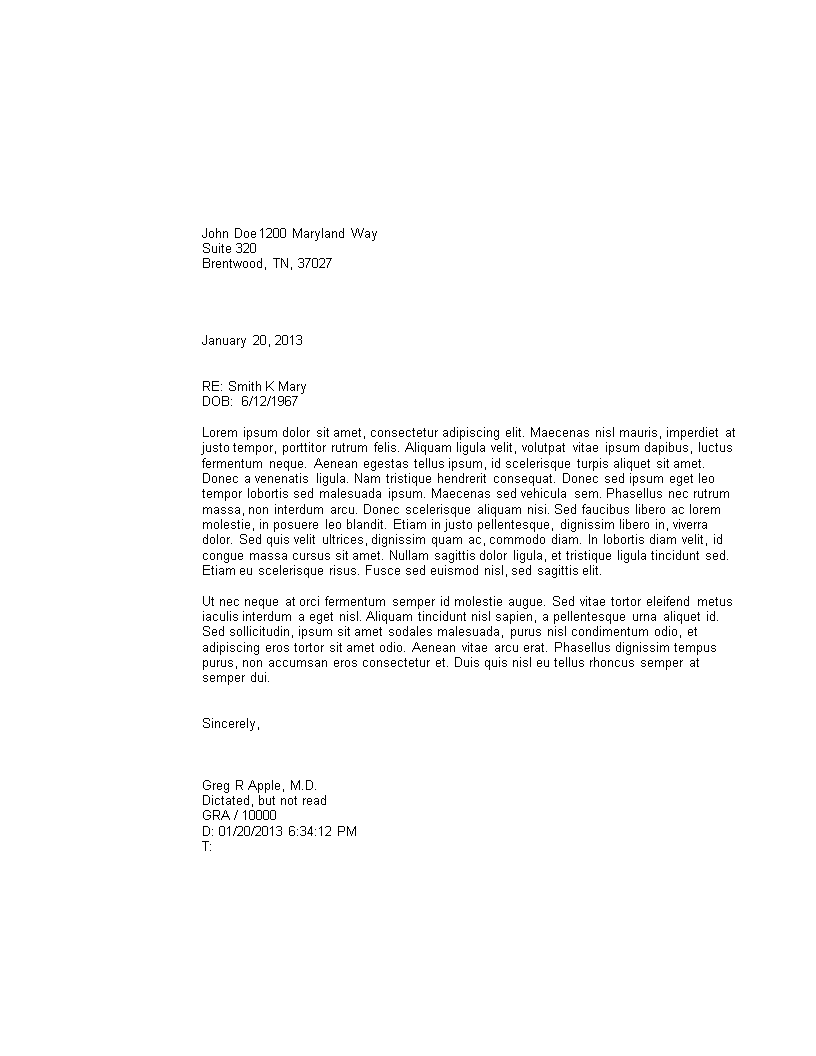 John Doe1200 Maryland Way
Suite 320
Brentwood, TN, 37027
January 20, 2013
RE: Smith K Mary
DOB: 6/12/1967
Lorem ipsum dolor sit amet, consectetur adipiscing elit. Maecenas nisl mauris, imperdiet at
justo tempor, porttitor rutrum felis. Aliquam ligula velit, volutpat vitae ipsum dapibus, luctus
fermentum neque. Aenean egestas tellus ipsum, id scelerisque turpis aliquet sit amet.
Donec a venenatis ligula. Nam tristique hendrerit consequat. Donec sed ipsum eget leo
tempor lobortis sed malesuada ipsum. Maecenas sed vehicula sem. Phasellus nec rutrum
massa, non interdum arcu. Donec scelerisque aliquam nisi. Sed faucibus libero ac lorem
molestie, in posuere leo blandit. Etiam in justo pellentesque, dignissim libero in, viverra
dolor. Sed quis velit ultrices, dignissim quam ac, commodo diam. In lobortis diam velit, id
congue massa cursus sit amet. Nullam sagittis dolor ligula, et tristique ligula tincidunt sed.
Etiam eu scelerisque risus. Fusce sed euismod nisl, sed sagittis elit.
Ut nec neque at orci fermentum semper id molestie augue. Sed vitae tortor eleifend metus
iaculis interdum a eget nisl. Aliquam tincidunt nisl sapien, a pellentesque urna aliquet id.
Sed sollicitudin, ipsum sit amet sodales malesuada, purus nisl condimentum odio, et
adipiscing eros tortor sit amet odio. Aenean vitae arcu erat. Phasellus dignissim tempus
purus, non accumsan eros consectetur et. Duis quis nisl eu tellus rhoncus semper at
semper dui.
Sincerely,
Greg R Apple, M.D.
Dictated, but not read
GRA / 10000
D: 01/20/2013 6:34:12 PM
T: